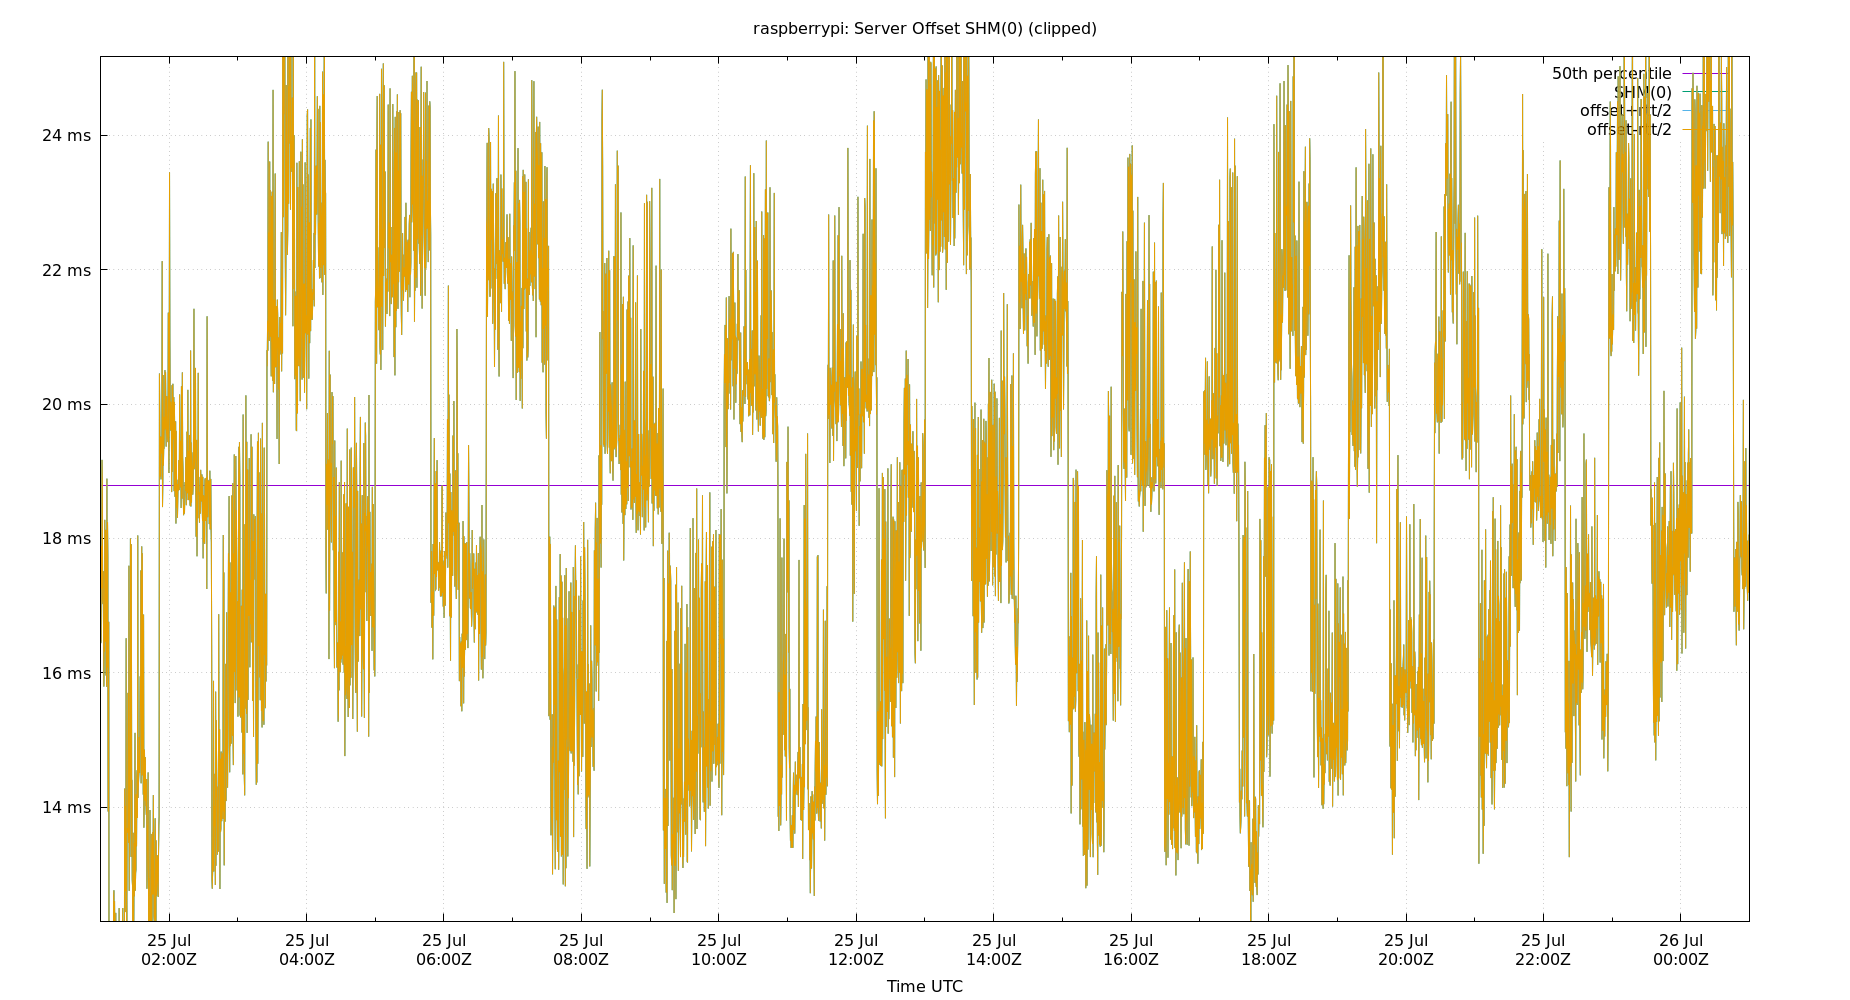 raspberrypi: Server Offset SHM(0) (clipped)
50th percentile
SHM(0)
offset+rtt/2
offset-rtt/2
24 ms
22 ms
20 ms
18 ms
16 ms
14 ms
25 Jul 25 Jul 25 Jul 25 Jul 25 Jul 25 Jul 25 Jul 25 Jul 25 Jul 25 Jul 25 Jul 26 Jul
02:00Z 04:00Z 06:00Z 08:00Z 10:00Z 12:00Z 14:00Z 16:00Z 18:00Z 20:00Z 22:00Z 00:00Z
Time UTC